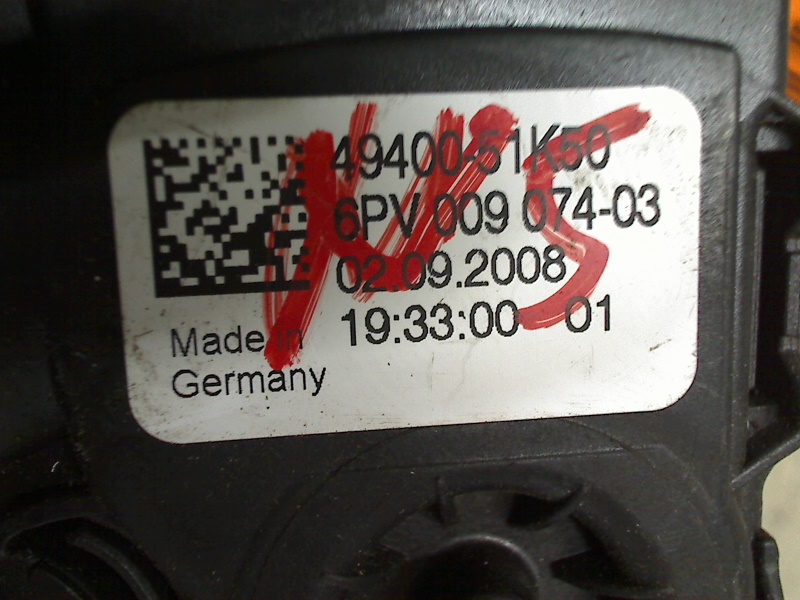 49400-51K50
6PV 009 074-03
02.09.2008
19:33:00 01
Made in
Germany